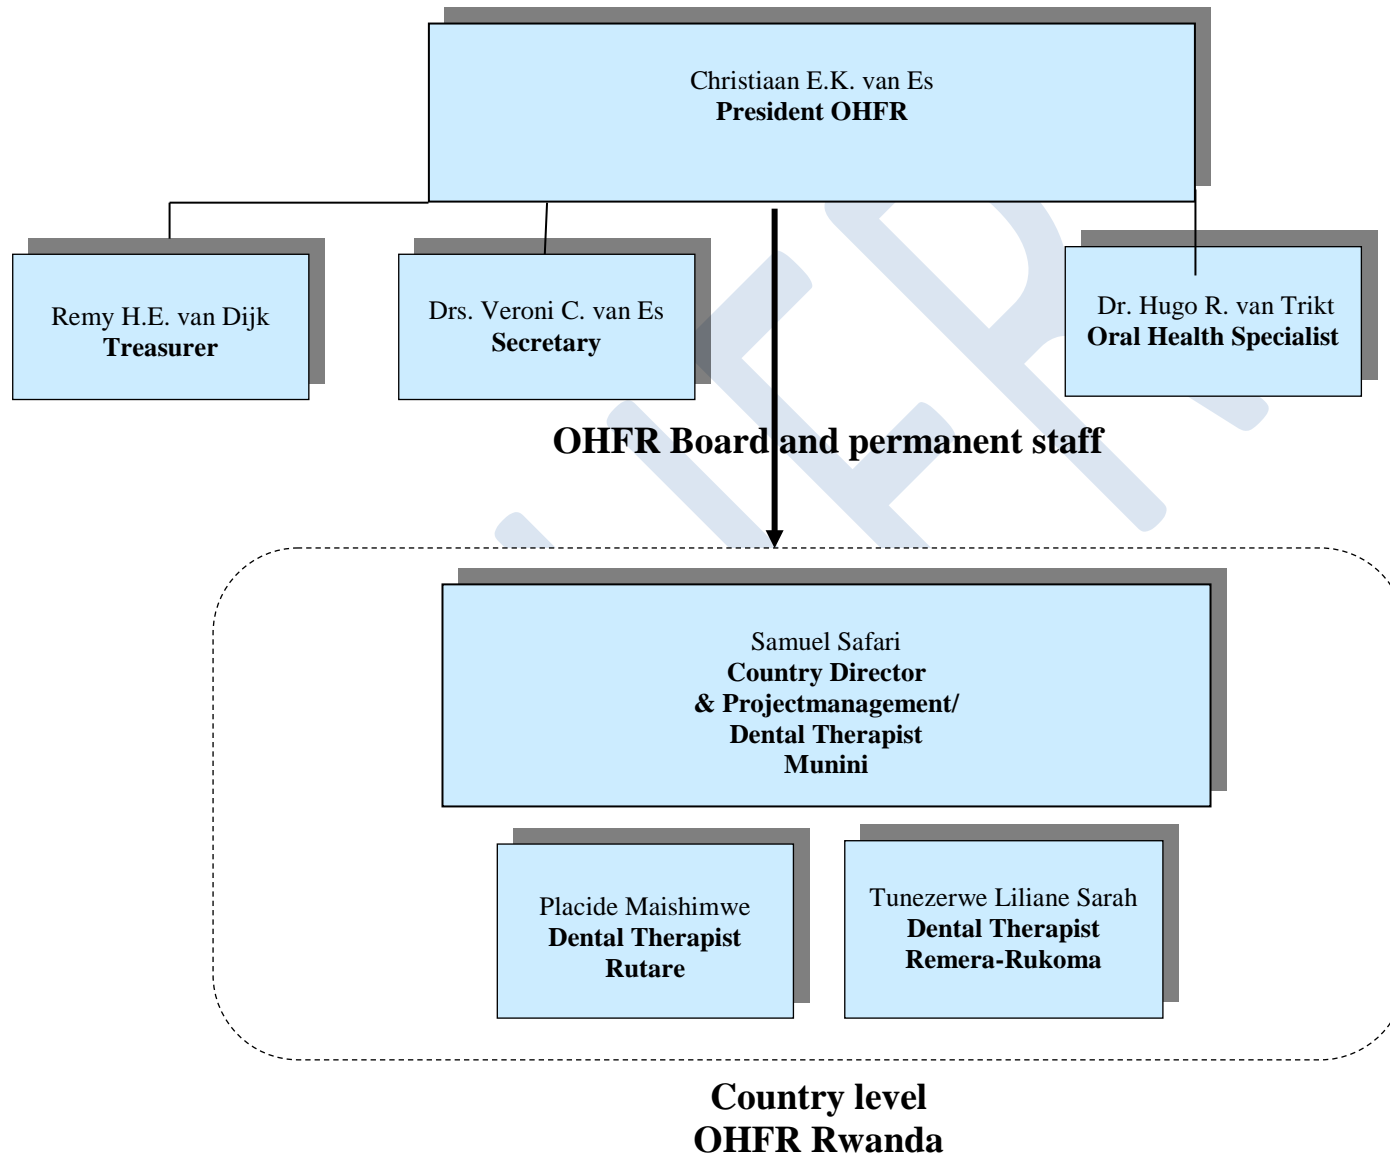 Christiaan E.K. van Es
President OHFR
Remy H.E. van Dijk
Treasurer
Drs. Veroni C. van Es
Secretary
Dr. Hugo R. van Trikt
Oral Health Specialist
OHFR Board and permanent staff
Samuel Safari
Country Director
& Projectmanagement/
Dental Therapist
Munini
Placide Maishimwe
Dental Therapist
Rutare
Tunezerwe Liliane Sarah
Dental Therapist
Remera-Rukoma
Country level
OHFR Rwanda